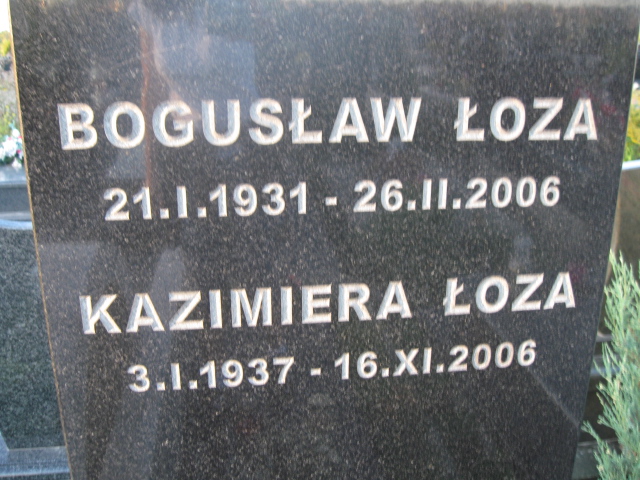 BOGUSŁAW ŁOZA
21.I.1931 - 26.II.2006
KAZIMIERA ŁOZA
3.I.1937 - 16.XI.2006